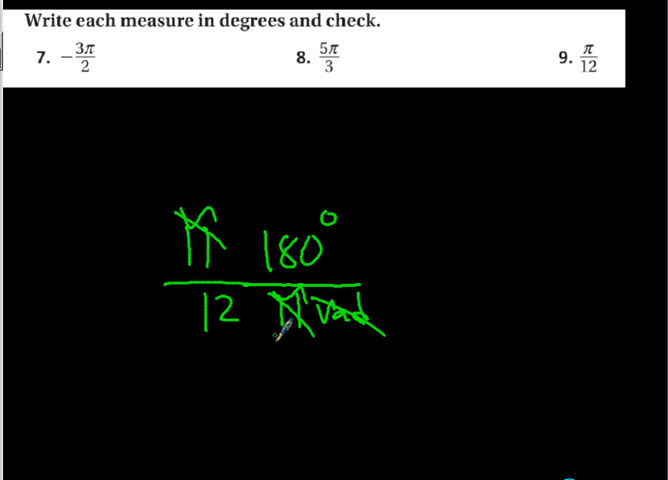 Write each measure in degrees and check.
7. -3π/2 8. 5π/3 9. π/12
π 180°
12 π rad